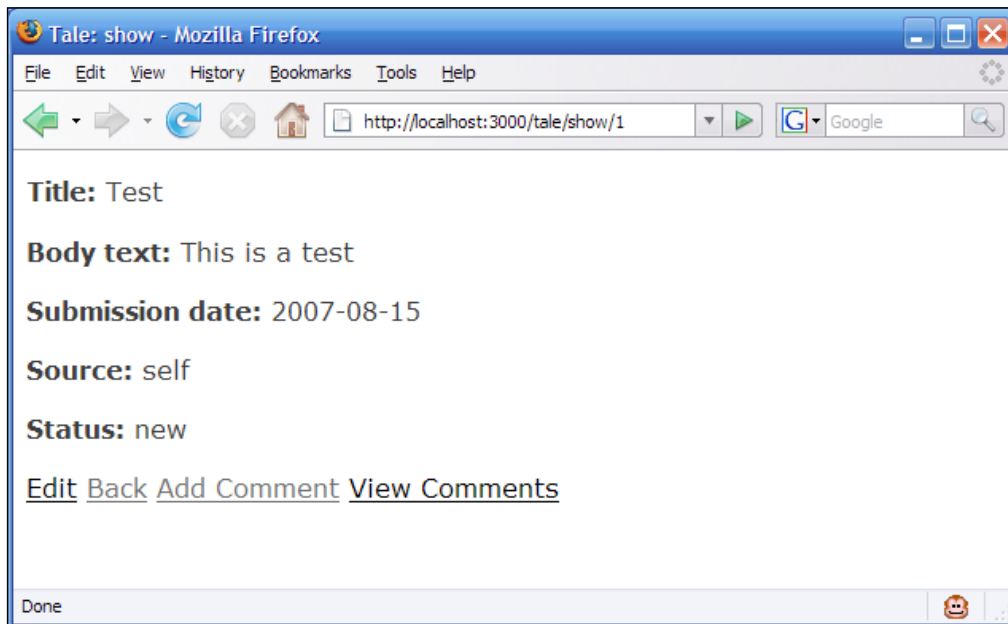 Tale: show - Mozilla Firefox
File Edit View History Bookmarks Tools Help
http://localhost:3000/tale/show/1 G Google
Title: Test
Body text: This is a test
Submission date: 2007-08-15
Source: self
Status: new
Edit Back Add Comment View Comments
Done